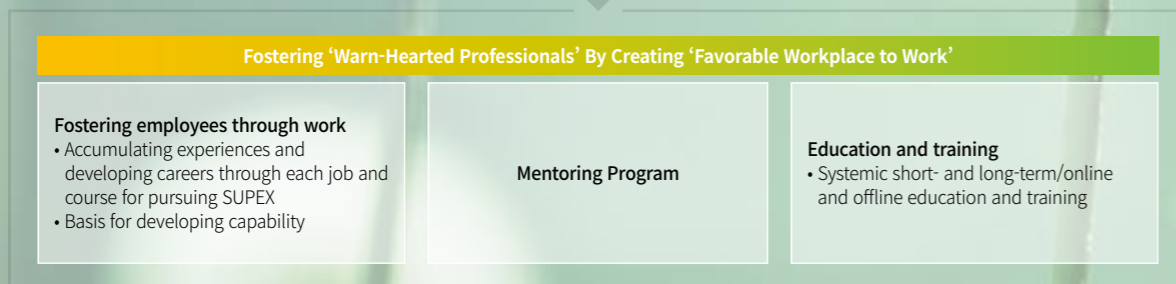 Fostering ‘Warn-Hearted Professionals’ By Creating ‘Favorable Workplace to Work’
Fostering employees through work
• Accumulating experiences and
developing careers through each job and
course for pursuing SUPEX
• Basis for developing capability
Mentoring Program
Education and training
• Systemic short- and long-term/online
and offline education and training